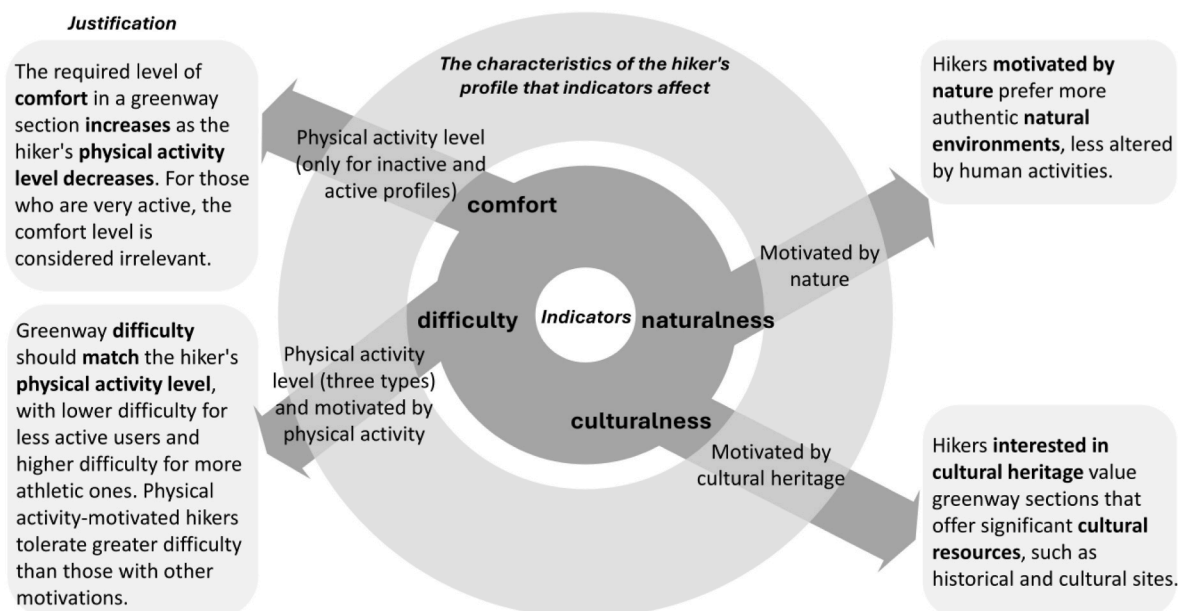 Justification
The required level of
comfort in a greenway
section increases as the
hiker's physical activity
level decreases. For those
who are very active, the
comfort level is
considered irrelevant.
Greenway difficulty
should match the hiker's
physical activity level,
with lower difficulty for
less active users and
higher difficulty for more
athletic ones. Physical
activity-motivated hikers
tolerate greater difficulty
than those with other
motivations.
The characteristics of the hiker's
profile that indicators affect
Physical activity level
(only for inactive and
active profiles)
comfort
difficulty
Indicators
naturalness
culturalness
Physical activity
level (three types)
and motivated by
physical activity
Motivated by
nature
Motivated by
cultural heritage
Hikers motivated by
nature prefer more
authentic natural
environments, less altered
by human activities.
Hikers interested in
cultural heritage value
greenway sections that
offer significant cultural
resources, such as
historical and cultural sites.